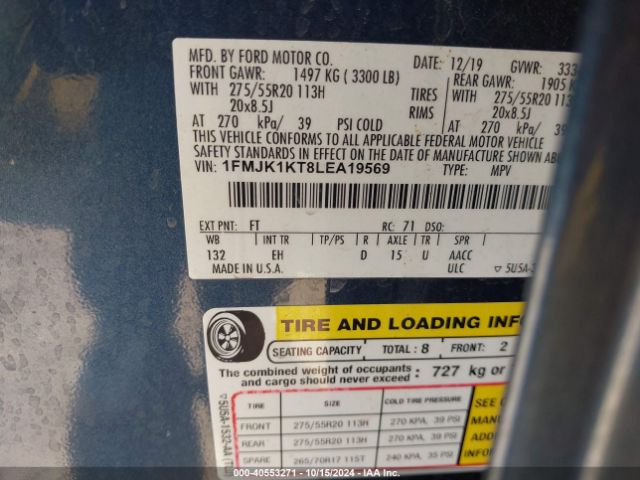 MFD. BY FORD MOTOR CO.
DATE: 12/19 GVWR:
FRONT GAWR: 1497 KG ( 3300 LB)
REAR GAWR: 1905
WITH 275/55R20 113H TIRES WITH 275/55R20
20x8.5J RIMS 20x8.5J
AT 270 kPa/ 39 PSI COLD AT 270 kPa/ 39
THIS VEHICLE CONFORMS TO ALL APPLICABLE FEDERAL MOTOR VEHICLE
SAFETY STANDARDS IN EFFECT ON THE DATE OF MANUFACTURE SHOWN
VIN: 1FMJK1KT8LEA19569 TYPE: MPV
EXT PNT: FT RC: 71 DSO:
WB INT TR TP/PS R AXLE TR SPR
132 EH D 15 U AACC
MADE IN U.S.A. ULC
TIRE AND LOADING
SEATING CAPACITY TOTAL : 8 FRONT: 2
The combined weight of occupants
and cargo should never exceed : 727 kg or
5U5A-1532-AA
TIRE SIZE COLD TIRE PRESSURE
FRONT 275/55R20 113H 270 KPA, 39 PSI
REAR 275/55R20 113H 270 KPA, 39 PSI
SPARE 265/70R17 115T 240 KPA, 35 PSI
SEE
ADD
000 - 40553271 - 10/15/2024 - IAAI.COM